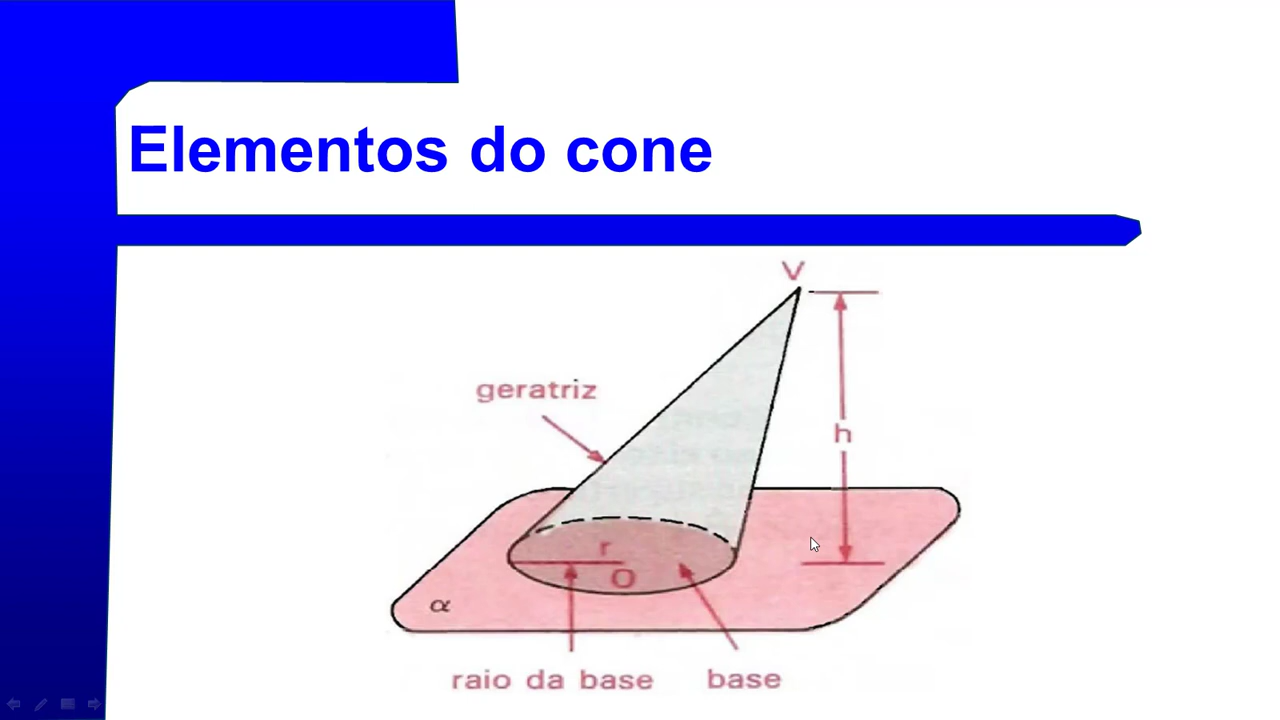 Elementos do cone
V
geratriz
h
r
O
α
raio da base
base